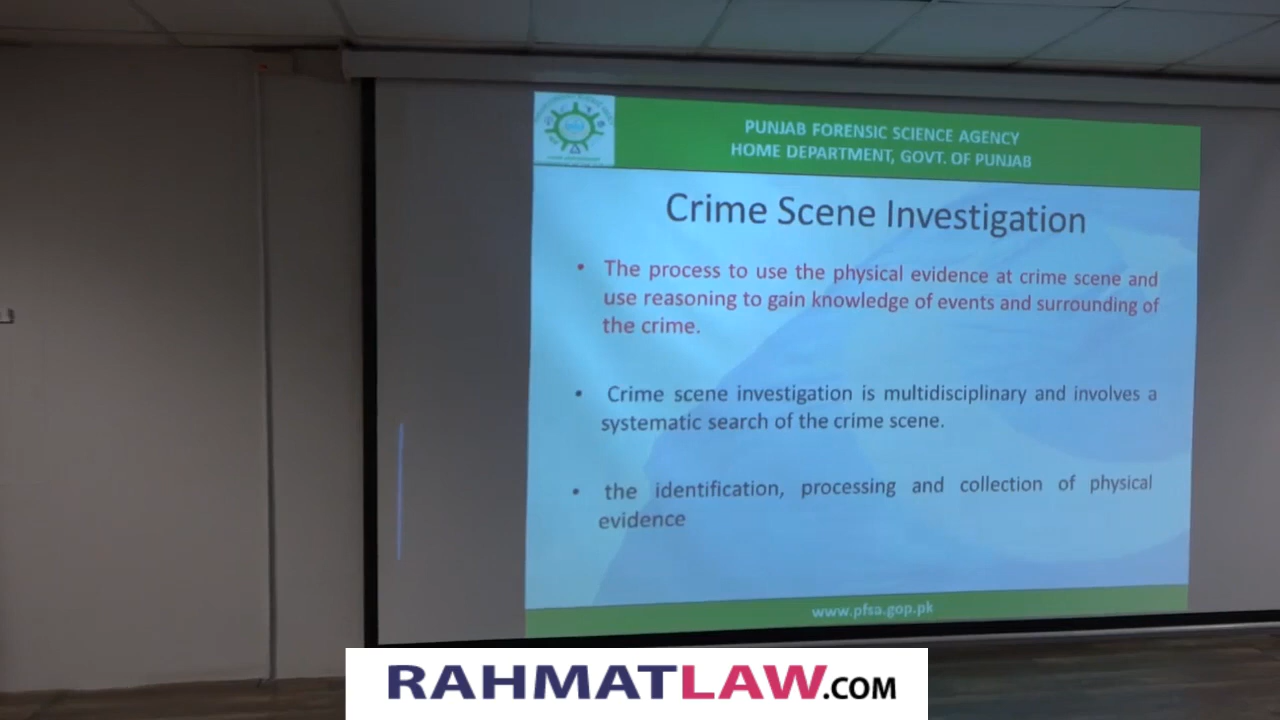 PUNJAB FORENSIC SCIENCE AGENCY
HOME DEPARTMENT, GOVT. OF PUNJAB
Crime Scene Investigation
• The process to use the physical evidence at crime scene and
use reasoning to gain knowledge of events and surrounding of
the crime.
• Crime scene investigation is multidisciplinary and involves a
systematic search of the crime scene.
• the identification, processing and collection of physical
evidence
www.pfsa.gop.pk
RAHMATLAW.COM